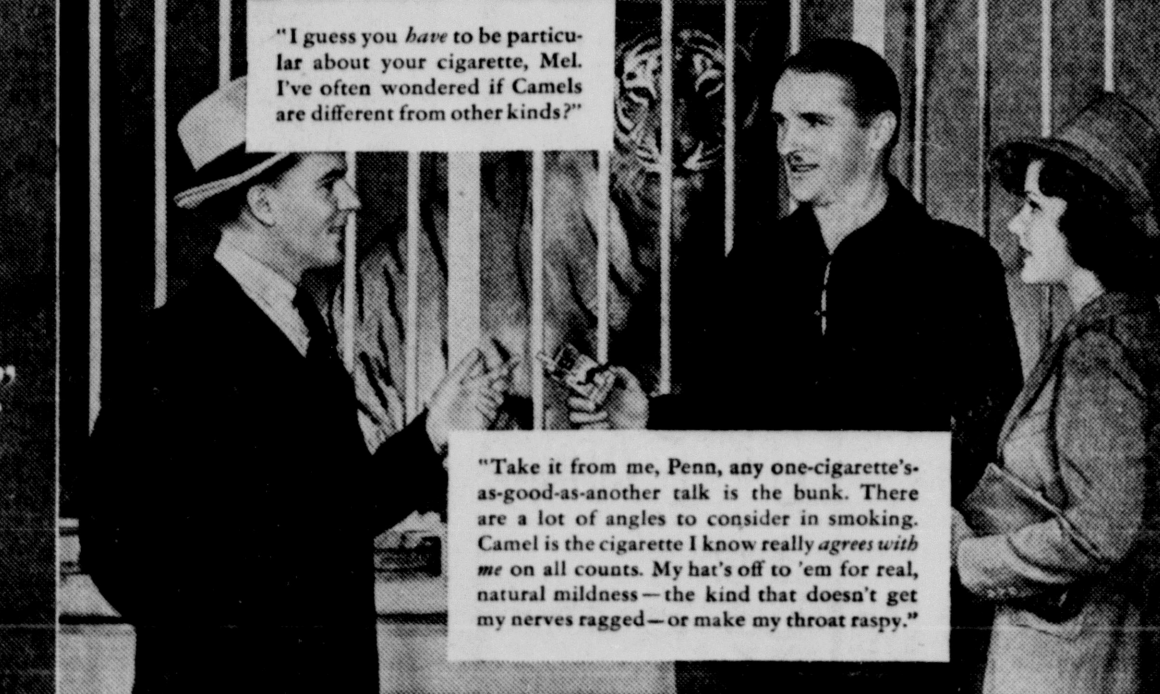 "I guess you have to be particu-
lar about your cigarette, Mel.
I've often wondered if Camels
are different from other kinds?"
"Take it from me, Penn, any one-cigarette's-
as-good-as-another talk is the bunk. There
are a lot of angles to consider in smoking.
Camel is the cigarette I know really agrees with
me on all counts. My hat's off to 'em for real,
natural mildness—the kind that doesn't get
my nerves ragged—or make my throat raspy."